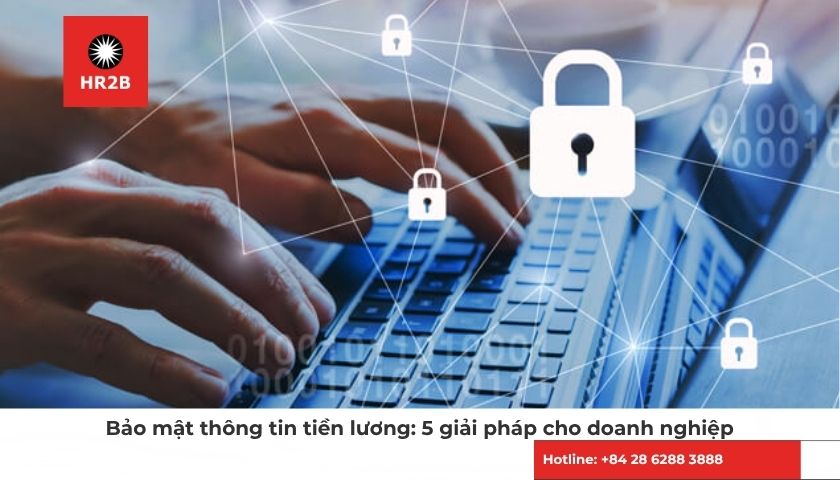 HR2B
Bảo mật thông tin tiền lương: 5 giải pháp cho doanh nghiệp
Hotline: +84 28 6288 3888